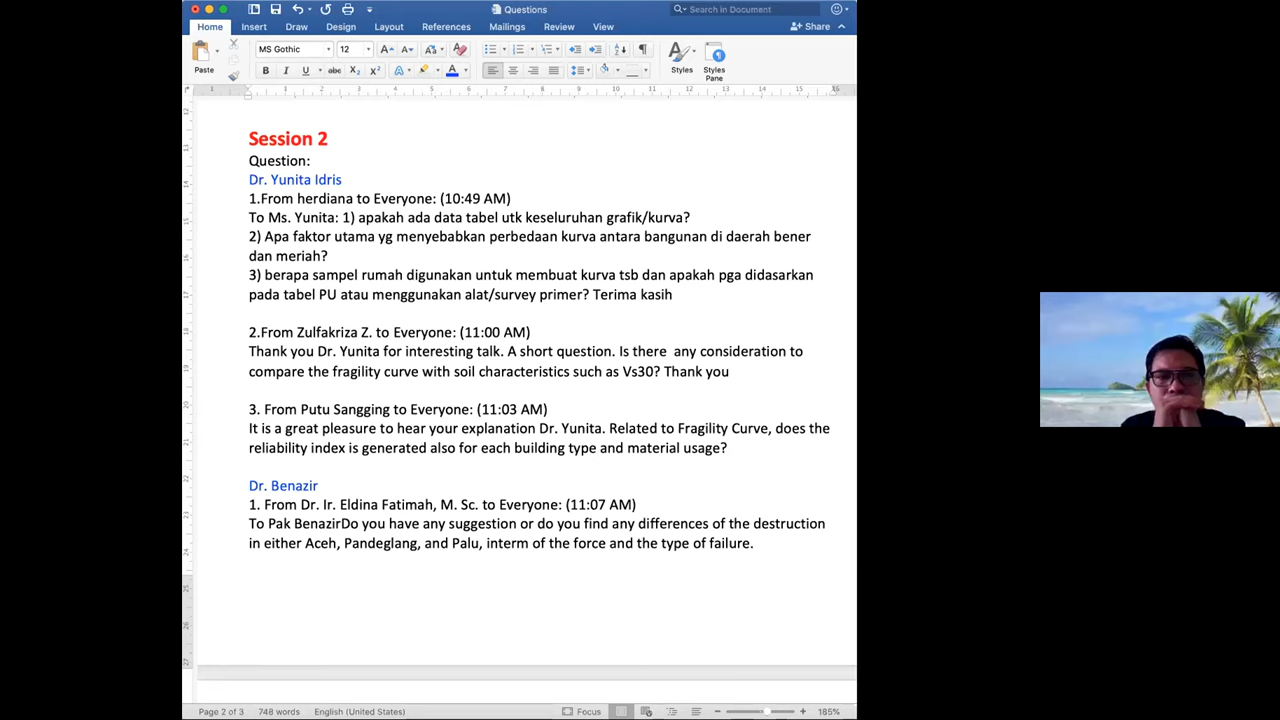 Questions
Search in Document
Home Insert Draw Design Layout References Mailings Review View
Share
MS Gothic 12
Paste
Styles
Styles Pane
Session 2
Question:
Dr. Yunita Idris
1.From herdiana to Everyone: (10:49 AM)
To Ms. Yunita: 1) apakah ada data tabel utk keseluruhan grafik/kurva?
2) Apa faktor utama yg menyebabkan perbedaan kurva antara bangunan di daerah bener
dan meriah?
3) berapa sampel rumah digunakan untuk membuat kurva tsb dan apakah pga didasarkan
pada tabel PU atau menggunakan alat/survey primer? Terima kasih
2.From Zulfakriza Z. to Everyone: (11:00 AM)
Thank you Dr. Yunita for interesting talk. A short question. Is there  any consideration to
compare the fragility curve with soil characteristics such as Vs30? Thank you
3. From Putu Sangging to Everyone: (11:03 AM)
It is a great pleasure to hear your explanation Dr. Yunita. Related to Fragility Curve, does the
reliability index is generated also for each building type and material usage?
Dr. Benazir
1. From Dr. Ir. Eldina Fatimah, M. Sc. to Everyone: (11:07 AM)
To Pak BenazirDo you have any suggestion or do you find any differences of the destruction
in either Aceh, Pandeglang, and Palu, interm of the force and the type of failure.
Page 2 of 3 748 words English (United States) Focus 185%